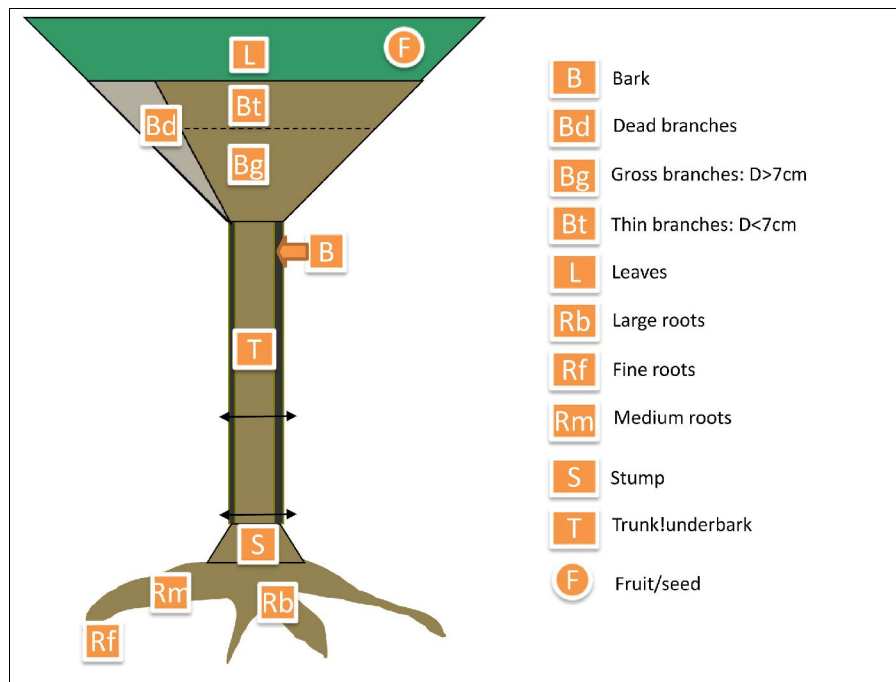 L
F
Bt
Bd
Bg
B
T
S
Rm
Rb
Rf
B Bark
Bd Dead branches
Bg Gross branches: D>7cm
Bt Thin branches: D<7cm
L Leaves
Rb Large roots
Rf Fine roots
Rm Medium roots
S Stump
T Trunk!underbark
F Fruit/seed